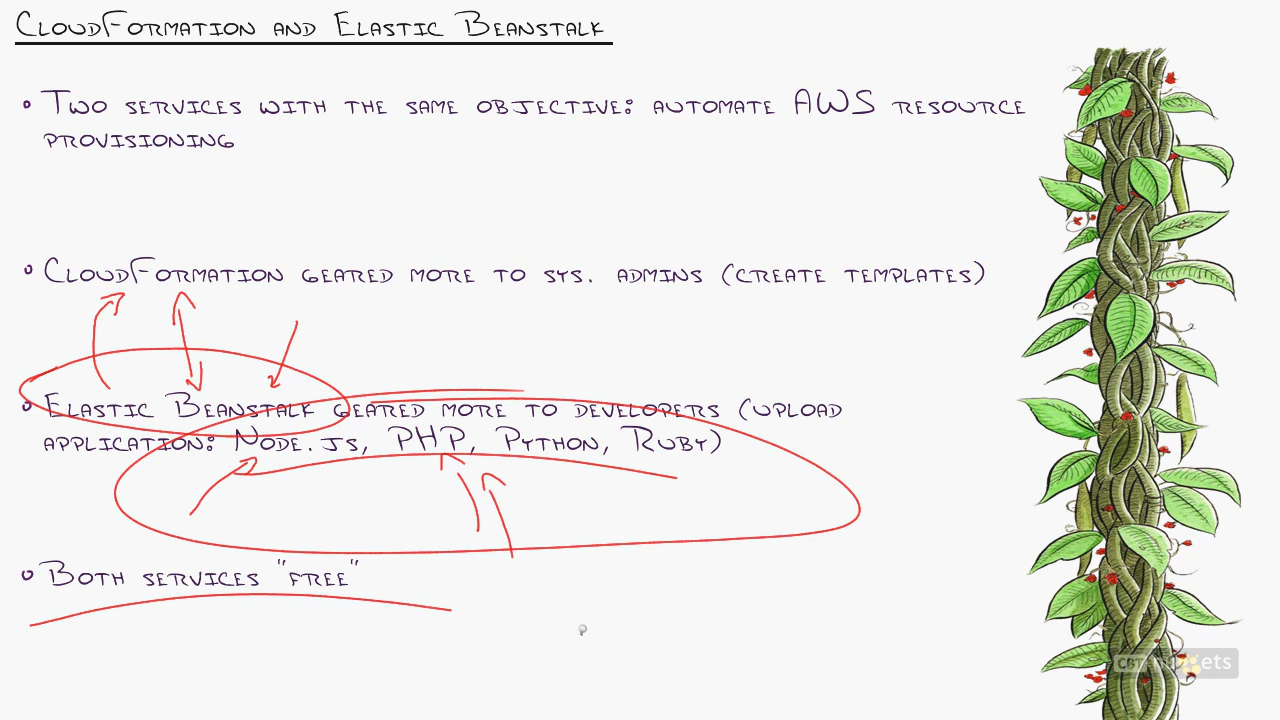 CloudFormation and Elastic Beanstalk
Two services with the same objective: automate AWS resource
provisioning
CloudFormation geared more to sys. admins (create templates)
Elastic Beanstalk geared more to developers (upload
application: Node.js, PHP, Python, Ruby)
Both services "free"
CBT nuggets